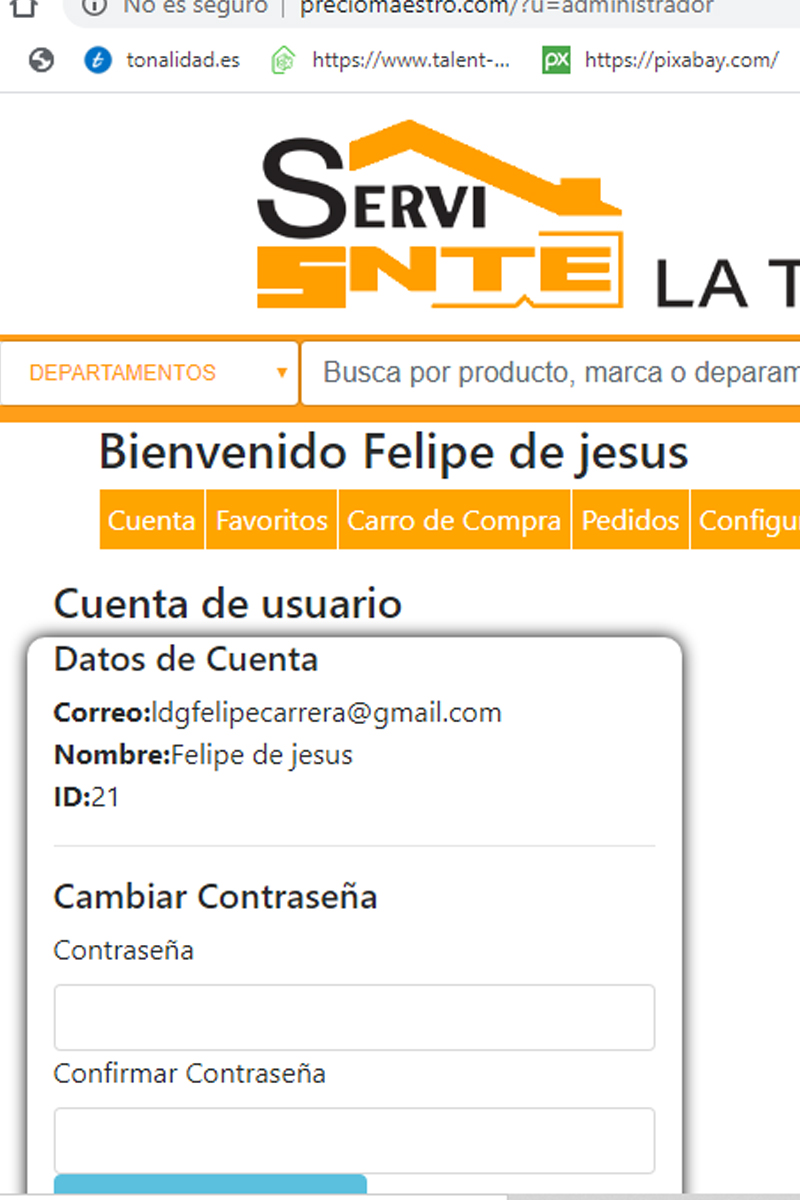 No es seguro | preciomaestro.com/?u=administrador
tonalidad.es https://www.talent-... px https://pixabay.com/
SERVI
SNTE LA T
DEPARTAMENTOS ▾ Busca por producto, marca o deparam
Bienvenido Felipe de jesus
Cuenta Favoritos Carro de Compra Pedidos Configur
Cuenta de usuario
Datos de Cuenta
Correo:ldgfelipecarrera@gmail.com
Nombre:Felipe de jesus
ID:21
Cambiar Contraseña
Contraseña
Confirmar Contraseña